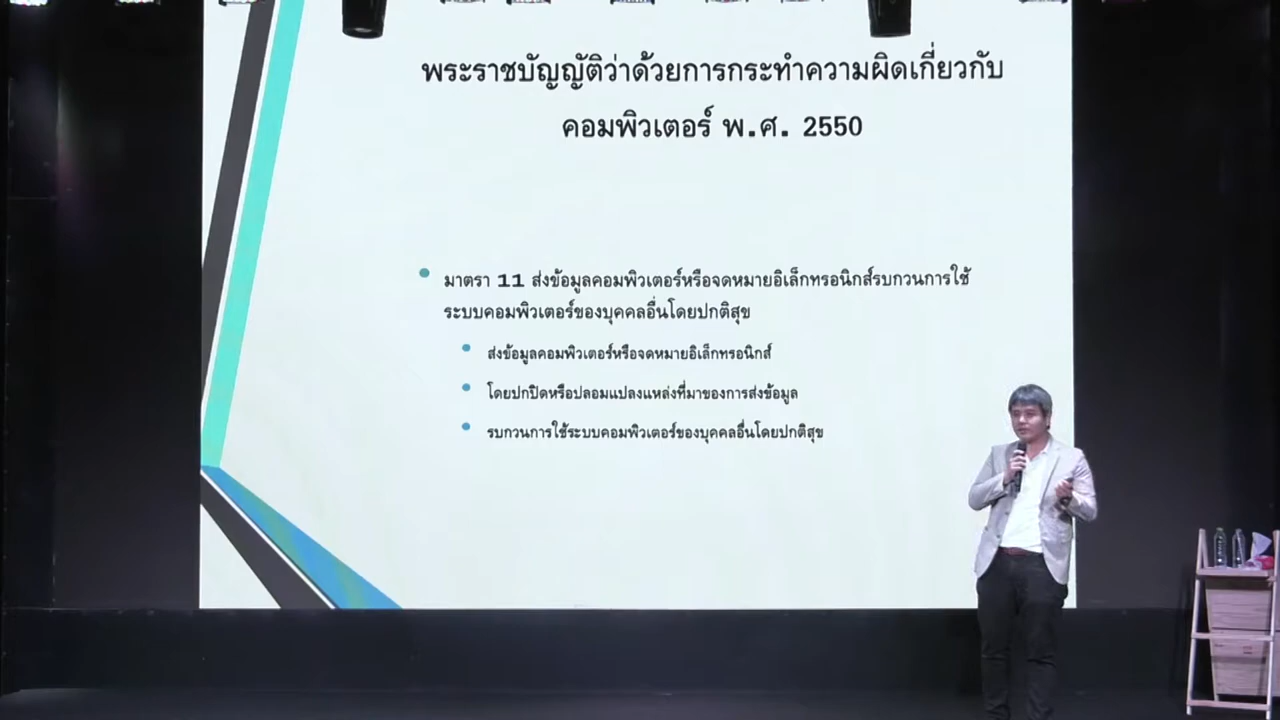 พระราชบัญญัติว่าด้วยการกระทำความผิดเกี่ยวกับ
คอมพิวเตอร์ พ.ศ. 2550
มาตรา 11 ส่งข้อมูลคอมพิวเตอร์หรือจดหมายอิเล็กทรอนิกส์รบกวนการใช้
ระบบคอมพิวเตอร์ของบุคคลอื่นโดยปกติสุข
ส่งข้อมูลคอมพิวเตอร์หรือจดหมายอิเล็กทรอนิกส์
โดยปกปิดหรือปลอมแปลงแหล่งที่มาของการส่งข้อมูล
รบกวนการใช้ระบบคอมพิวเตอร์ของบุคคลอื่นโดยปกติสุข